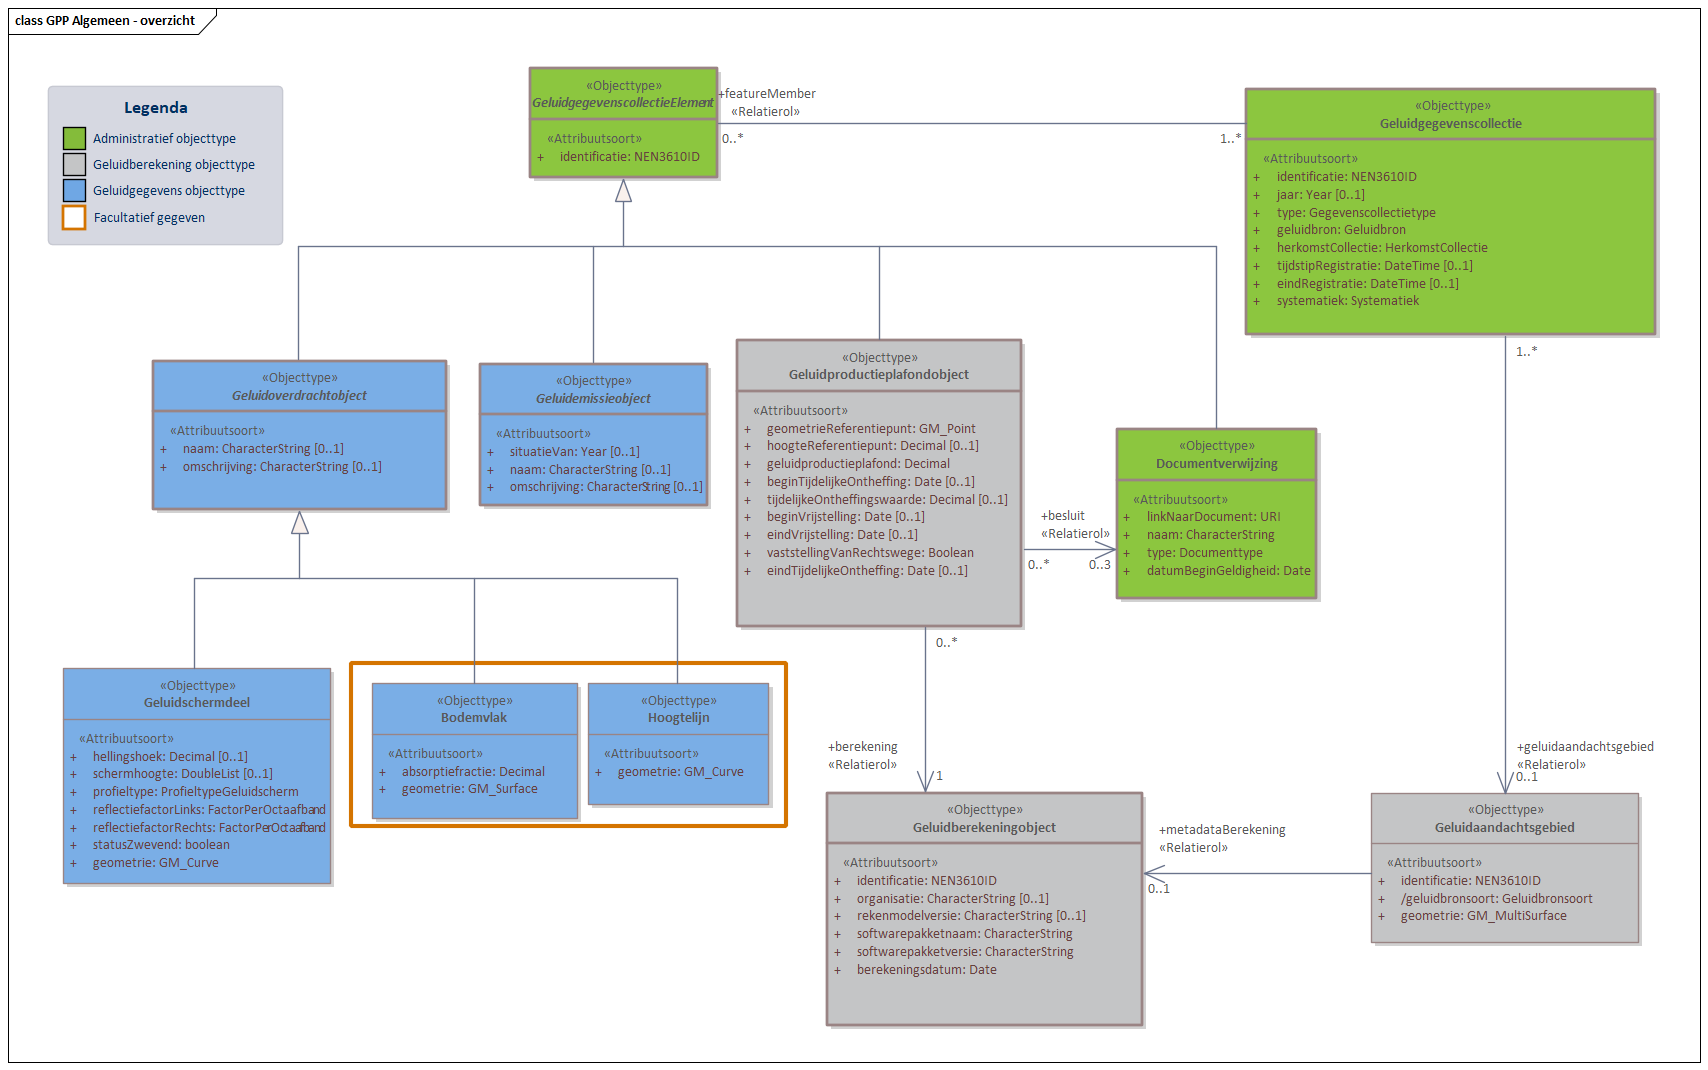 class GPP Algemeen - overzicht
Legenda
Administratief objecttype
Geluidberekening objecttype
Geluidgegevens objecttype
Facultatief gegeven
«Objecttype»
GeluidgegevenscollectieElement
«Attribuutsoort»
+ identificatie: NEN3610ID
+featureMember
«Relatierol»
0..*
1..*
«Objecttype»
Geluidgegevenscollectie
«Attribuutsoort»
+ identificatie: NEN3610ID
+ jaar: Year [0..1]
+ type: Gegevenscollectietype
+ geluidbron: Geluidbron
+ herkomstCollectie: HerkomstCollectie
+ tijdstipRegistratie: DateTime [0..1]
+ eindRegistratie: DateTime [0..1]
+ systematiek: Systematiek
1..*
«Objecttype»
Geluidoverdrachtobject
«Attribuutsoort»
+ naam: CharacterString [0..1]
+ omschrijving: CharacterString [0..1]
«Objecttype»
Geluidemissieobject
«Attribuutsoort»
+ situatieVan: Year [0..1]
+ naam: CharacterString [0..1]
+ omschrijving: CharacterString [0..1]
«Objecttype»
Geluidproductieplafondobject
«Attribuutsoort»
+ geometrieReferentiepunt: GM_Point
+ hoogteReferentiepunt: Decimal [0..1]
+ geluidproductieplafond: Decimal
+ beginTijdelijkeOntheffing: Date [0..1]
+ tijdelijkeOntheffingswaarde: Decimal [0..1]
+ beginVrijstelling: Date [0..1]
+ eindVrijstelling: Date [0..1]
+ vaststellingVanRechtswege: Boolean
+ eindTijdelijkeOntheffing: Date [0..1]
+besluit
«Relatierol»
0..*
0..3
«Objecttype»
Documentverwijzing
«Attribuutsoort»
+ linkNaarDocument: URI
+ naam: CharacterString
+ type: Documenttype
+ datumBeginGeldigheid: Date
0..*
«Objecttype»
Geluidschermdeel
«Attribuutsoort»
+ hellingshoek: Decimal [0..1]
+ schermhoogte: DoubleList [0..1]
+ profieltype: ProfieltypeGeluidscherm
+ reflectiefactorLinks: FactorPerOctaafband
+ reflectiefactorRechts: FactorPerOctaafband
+ statusZwevend: boolean
+ geometrie: GM_Curve
«Objecttype»
Bodemvlak
«Attribuutsoort»
+ absorptiefractie: Decimal
+ geometrie: GM_Surface
«Objecttype»
Hoogtelijn
«Attribuutsoort»
+ geometrie: GM_Curve
+berekening
«Relatierol»
1
+geluidaandachtsgebied
«Relatierol»
0..1
«Objecttype»
Geluidberekeningobject
«Attribuutsoort»
+ identificatie: NEN3610ID
+ organisatie: CharacterString [0..1]
+ rekenmodelversie: CharacterString [0..1]
+ softwarepakketnaam: CharacterString
+ softwarepakketversie: CharacterString
+ berekeningsdatum: Date
+metadataBerekening
«Relatierol»
0..1
«Objecttype»
Geluidaandachtsgebied
«Attribuutsoort»
+ identificatie: NEN3610ID
+ /geluidbronsoort: Geluidbronsoort
+ geometrie: GM_MultiSurface